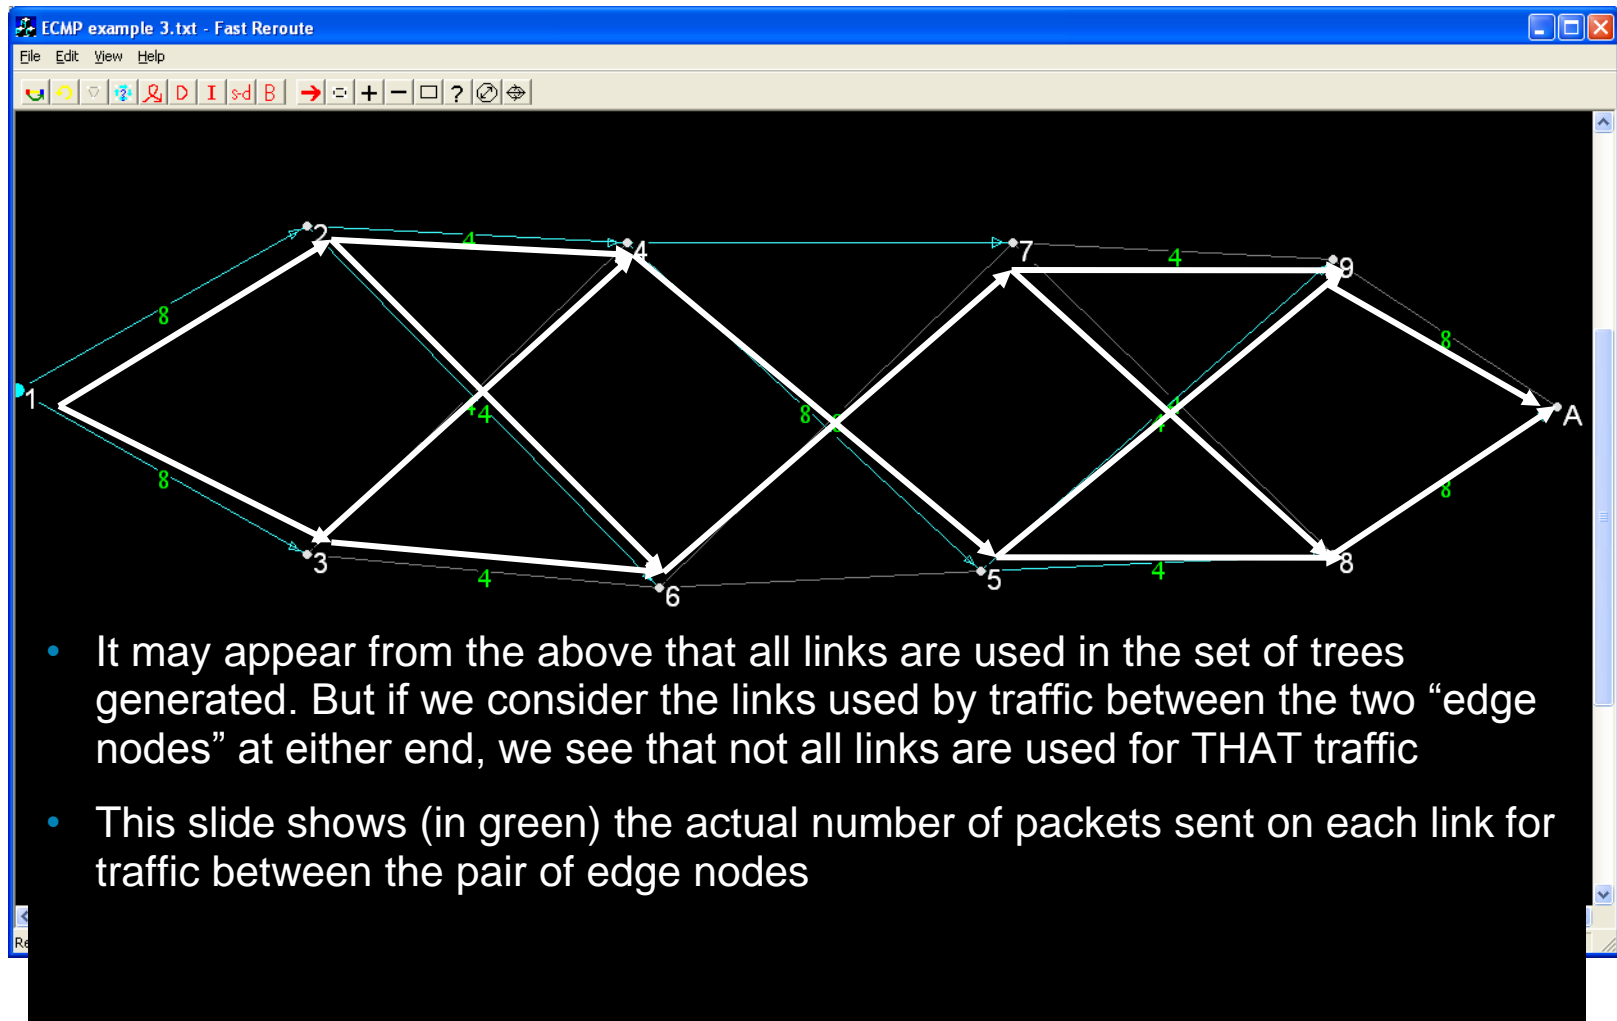 ECMP example 3.txt - Fast Reroute
File Edit View Help
D I s-d B ?
2 4 4 7 4 9
8 8
1 4 4 8 8 4 4 A
8 8
3 4 6 5 4 8
• It may appear from the above that all links are used in the set of trees
generated. But if we consider the links used by traffic between the two “edge
nodes” at either end, we see that not all links are used for THAT traffic
• This slide shows (in green) the actual number of packets sent on each link for
traffic between the pair of edge nodes